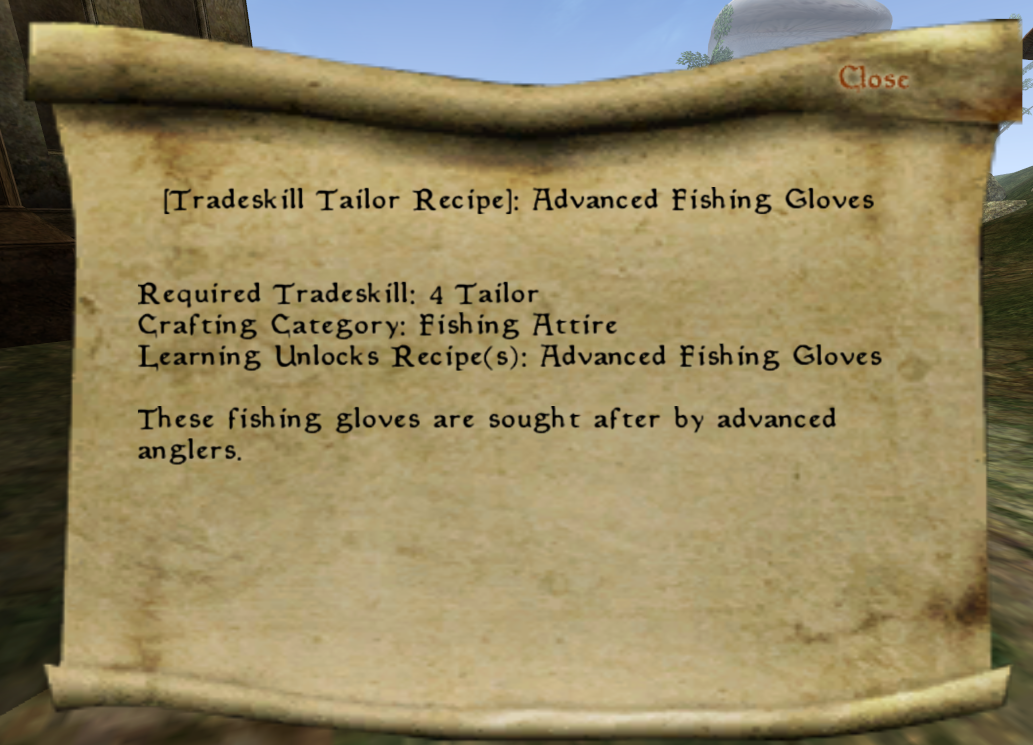 Close
[Tradeskill Tailor Recipe]: Advanced Fishing Gloves
Required Tradeskill: 4 Tailor
Crafting Category: Fishing Attire
Learning Unlocks Recipe(s): Advanced Fishing Gloves
These fishing gloves are sought after by advanced
anglers.